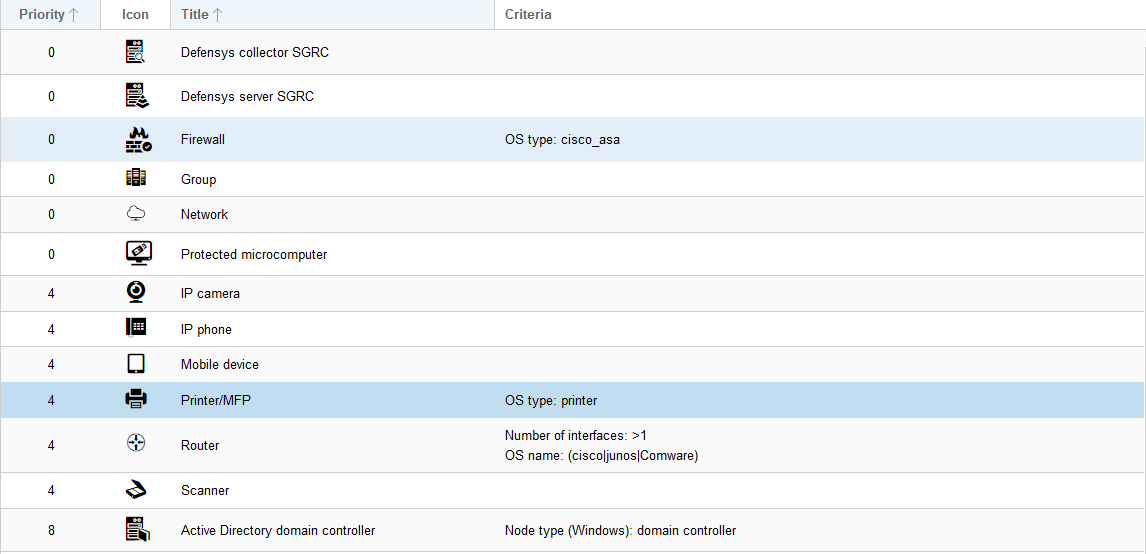 Priority ↑ Icon Title ↑ Criteria
0 Defensys collector SGRC
0 Defensys server SGRC
0 Firewall OS type: cisco_asa
0 Group
0 Network
0 Protected microcomputer
4 IP camera
4 IP phone
4 Mobile device
4 Printer/MFP OS type: printer
4 Router Number of interfaces: >1
OS name: (cisco|junos|Comware)
4 Scanner
8 Active Directory domain controller Node type (Windows): domain controller